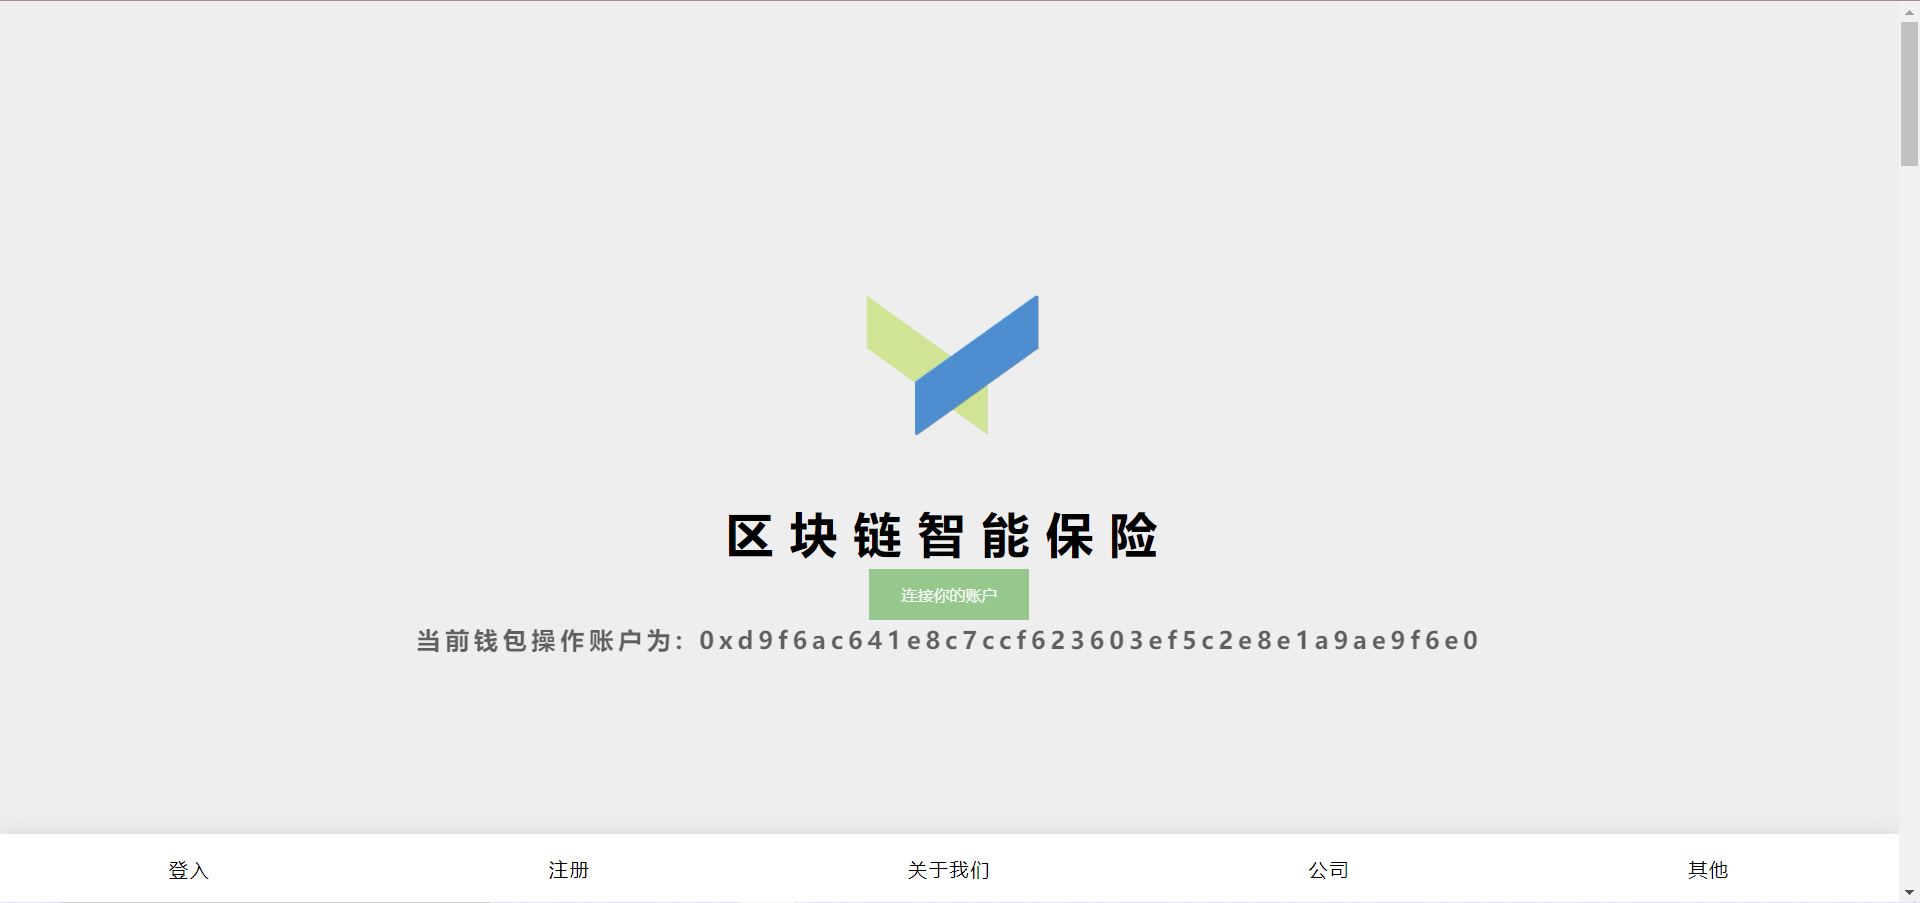 区块链智能保险
连接你的账户
当前钱包操作账户为: 0xd9f6ac641e8c7ccf623603ef5c2e8e1a9ae9f6e0
登入
注册
关于我们
公司
其他